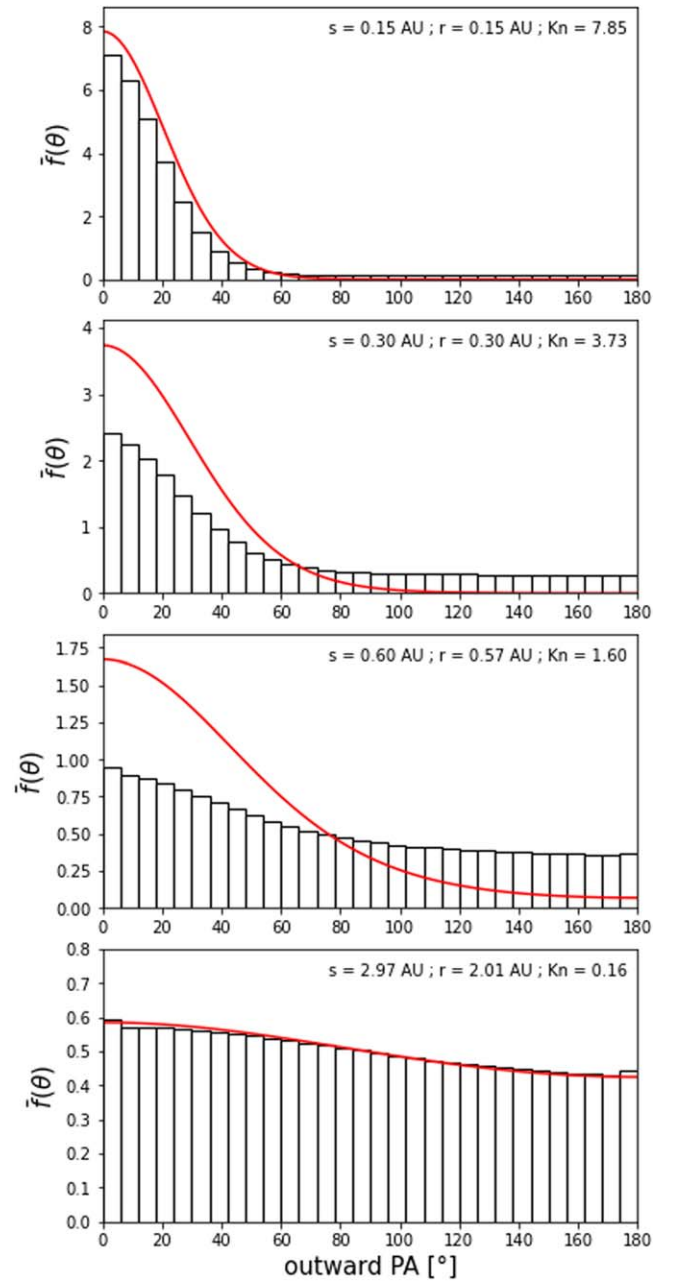 s = 0.15 AU ; r = 0.15 AU ; Kn = 7.85
8
6
4
2
0
f̄(θ)
0 20 40 60 80 100 120 140 160 180
s = 0.30 AU ; r = 0.30 AU ; Kn = 3.73
4
3
2
1
0
f̄(θ)
0 20 40 60 80 100 120 140 160 180
s = 0.60 AU ; r = 0.57 AU ; Kn = 1.60
1.75
1.50
1.25
1.00
0.75
0.50
0.25
0.00
f̄(θ)
0 20 40 60 80 100 120 140 160 180
s = 2.97 AU ; r = 2.01 AU ; Kn = 0.16
0.8
0.7
0.6
0.5
0.4
0.3
0.2
0.1
0.0
f̄(θ)
0 20 40 60 80 100 120 140 160 180
outward PA [°]